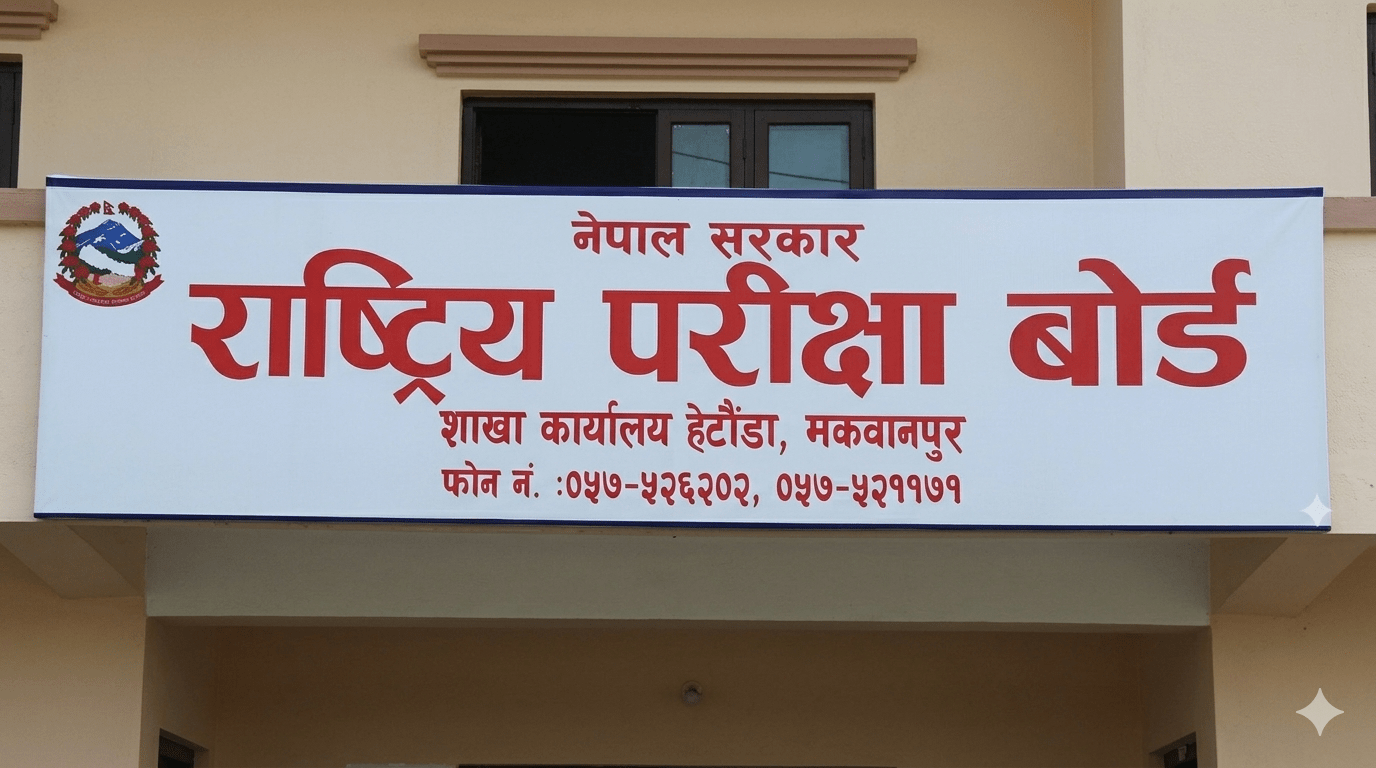 नेपाल सरकार
राष्ट्रिय परीक्षा बोर्ड
शाखा कार्यालय हेटौंडा, मकवानपुर
फोन नं. :०५७-५२६२०२, ०५७-५२११७१